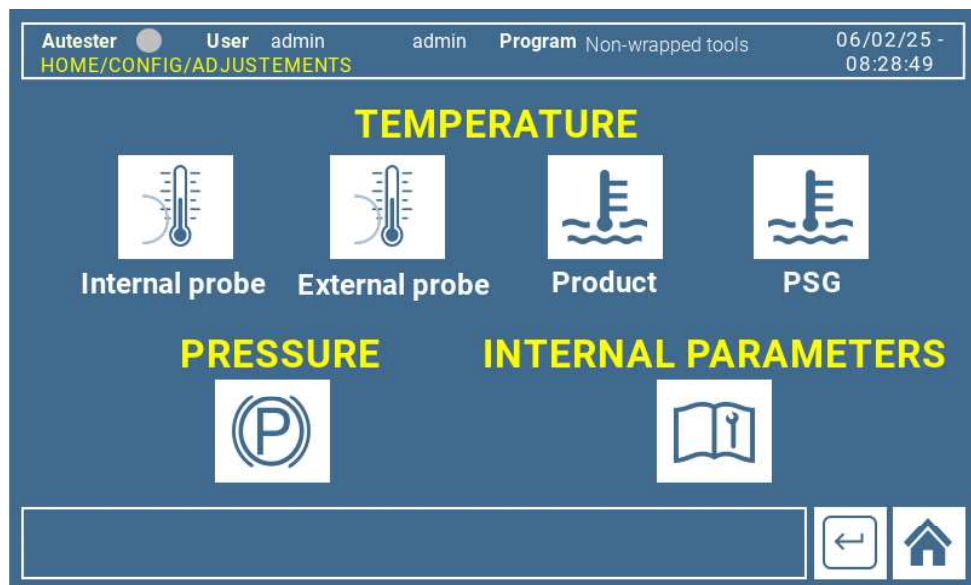 Autester User admin admin Program Non-wrapped tools 06/02/25 -
HOME/CONFIG/ADJUSTEMENTS 08:28:49
TEMPERATURE
Internal probe External probe Product PSG
PRESSURE INTERNAL PARAMETERS
P